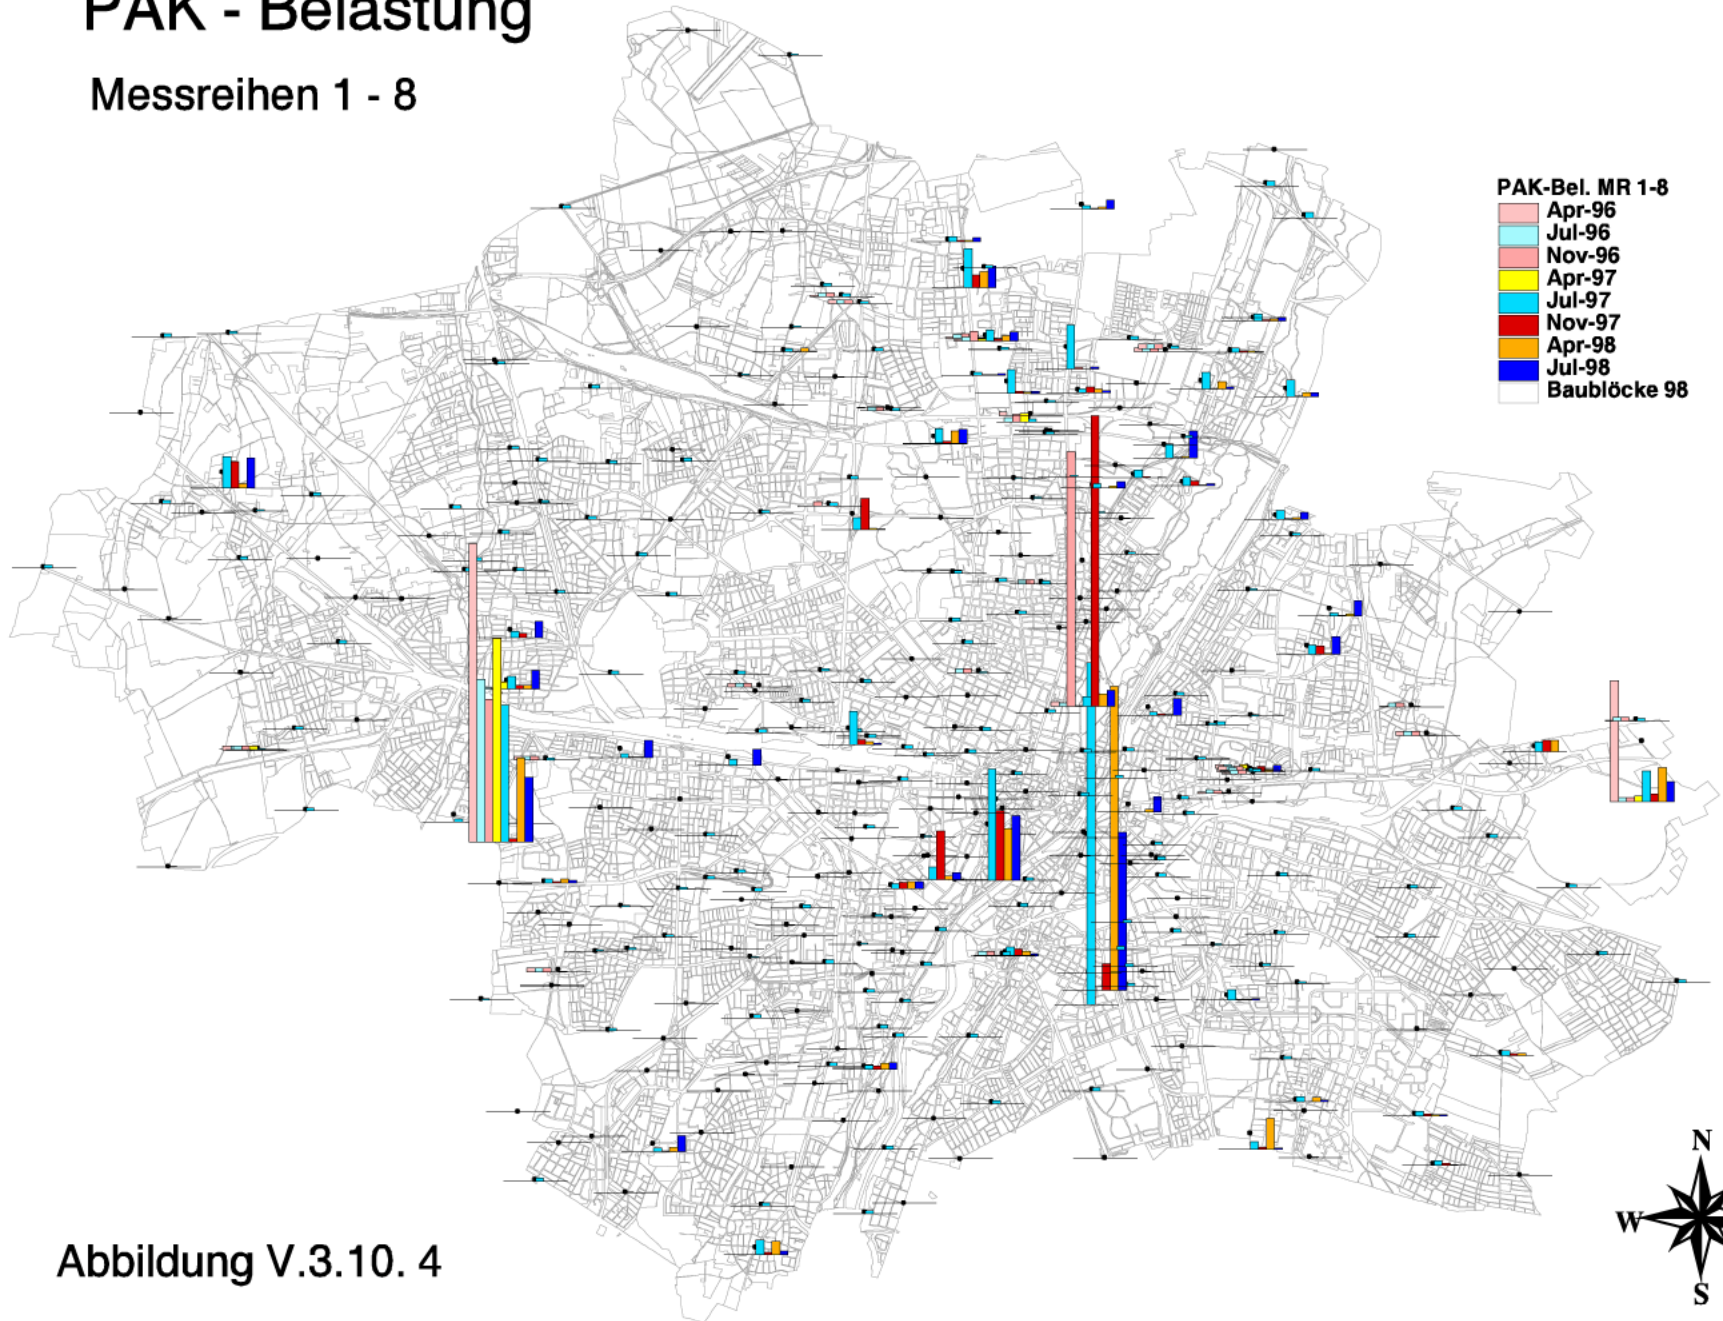 PAK - Belastung
Messreihen 1 - 8
PAK-Bel. MR 1-8
Apr-96
Jul-96
Nov-96
Apr-97
Jul-97
Nov-97
Apr-98
Jul-98
Baublöcke 98
N
W
S
Abbildung V.3.10. 4